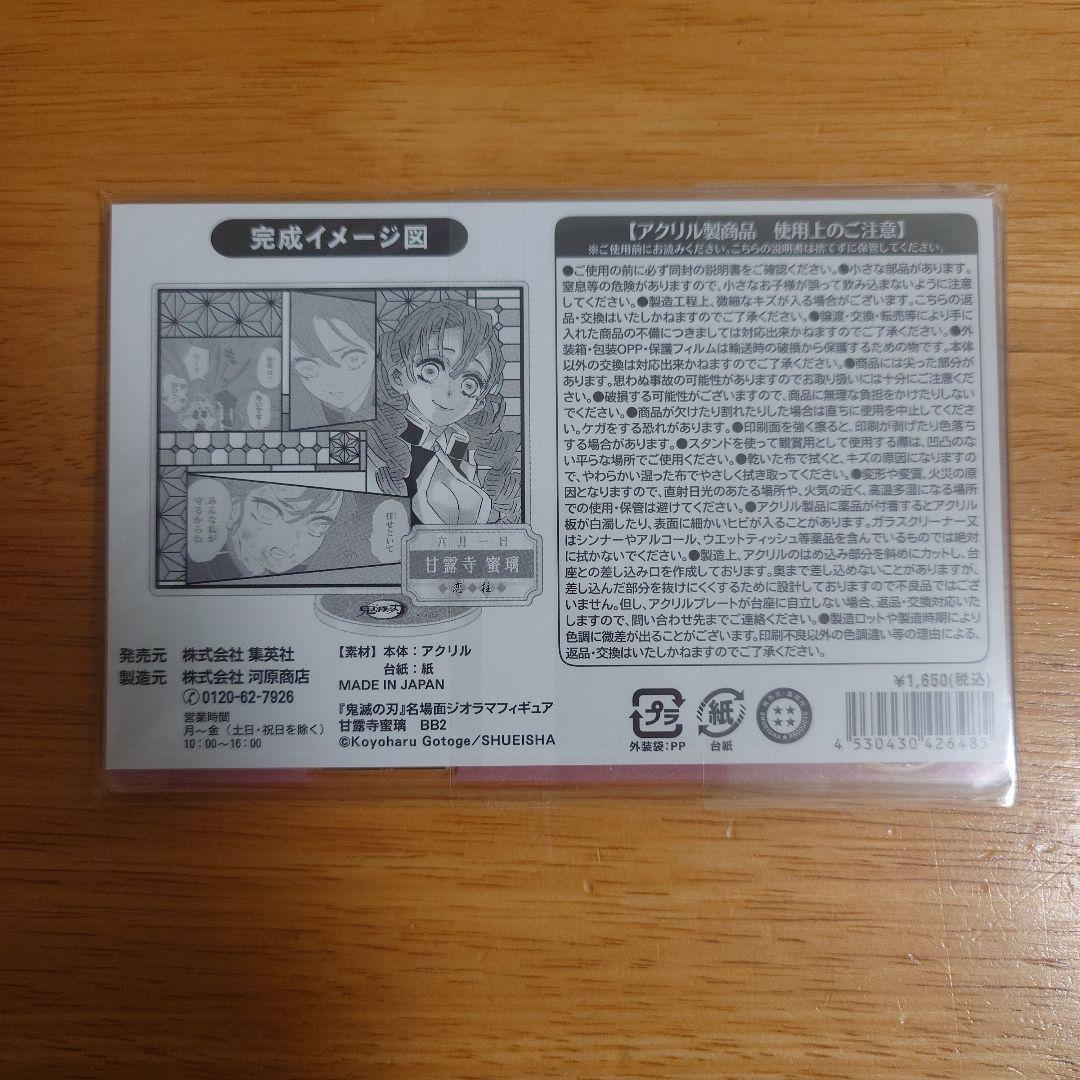 完成イメージ図
任せといて
みんな私が
守るからね
六月一日
甘露寺 蜜璃
恋◆柱
鬼滅の刃
発売元 株式会社 集英社
製造元 株式会社 河原商店
0120-62-7926
営業時間
月〜金（土日・祝日を除く）
10：00〜16：00
【素材】本体：アクリル
台紙：紙
MADE IN JAPAN
『鬼滅の刃』名場面ジオラマフィギュア
甘露寺蜜璃 BB2
©Koyoharu Gotoge/SHUEISHA
【アクリル製商品 使用上のご注意】
※ご使用前にお読みください。こちらの説明書は捨てずに保管してください。
●ご使用の前に必ず同封の説明書をご確認ください。●小さな部品があります。
窒息等の危険がありますので、小さなお子様が誤って飲み込まないように注意
してください。●製造工程上、微細なキズが入る場合がございます。こちらの返
品・交換はいたしかねますのでご了承ください。●譲渡・交換・転売等により手に
入れた商品の不備につきましては対応出来かねますのでご了承ください。●外
装箱・包装OPP・保護フィルムは輸送時の破損から保護するための物です。本体
以外の交換は対応出来かねますのでご了承ください。●商品には尖った部分が
あります。思わぬ事故の可能性がありますのでお取り扱いには十分にご注意くだ
さい。●破損する可能性がございますので、商品に無理な負担をかけたりしない
でください。●商品が欠けたり割れたりした場合は直ちに使用を中止してくださ
い。ケガをする恐れがあります。●印刷面を強く擦ると、印刷が剥げたり色落ち
する場合があります。●スタンドを使って観賞用として使用する際は、凹凸のな
い平らな場所でご使用ください。●乾いた布で拭くと、キズの原因になりますの
で、やわらかい湿った布でやさしく拭き取ってください。●変形や変質、火災の原
因となりますので、直射日光のあたる場所や、火気の近く、高温多湿になる場所
での使用・保管は避けてください。●アクリル製品に薬品が付着するとアクリル
板が白濁したり、表面に細かいヒビが入ることがあります。ガラスクリーナー又
はシンナーやアルコール、ウエットティッシュ等薬品を含んでいるものでは絶対
に拭かないでください。●製造上、アクリルのはめ込み部分を斜めにカットし、台
座との差し込み口を作成しております。奥まで差し込めないことがありますが、
差し込んだ部分を抜けにくくするために設計しておりますので不良品ではござ
いません。但し、アクリルプレートが台座に自立しない場合、返品・交換対応いた
しますので、問い合わせ先までご連絡ください。●製造ロットや製造時期により
色調に微差が出ることがございます。印刷不良以外の色調違い等の理由による、
返品・交換はいたしかねますのでご了承ください。
¥1,650(税込)
プラ
外装袋：PP
紙
台紙
4 530430 426485